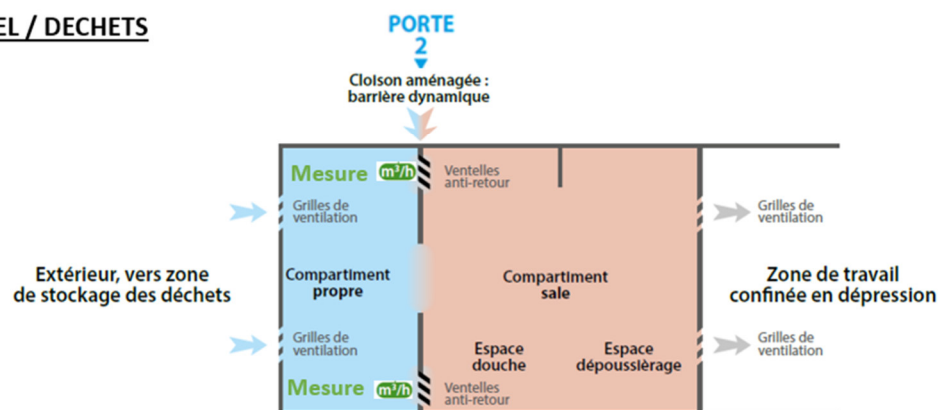 EL / DECHETS
PORTE
2
Cloison aménagée :
barrière dynamique
Mesure m³/h
Ventelles
anti-retour
Grilles de
ventilation
Grilles de
ventilation
Extérieur, vers zone
de stockage des déchets
Compartiment
propre
Compartiment
sale
Zone de travail
confinée en dépression
Grilles de
ventilation
Espace
douche
Espace
dépoussièrage
Grilles de
ventilation
Mesure m³/h
Ventelles
anti-retour